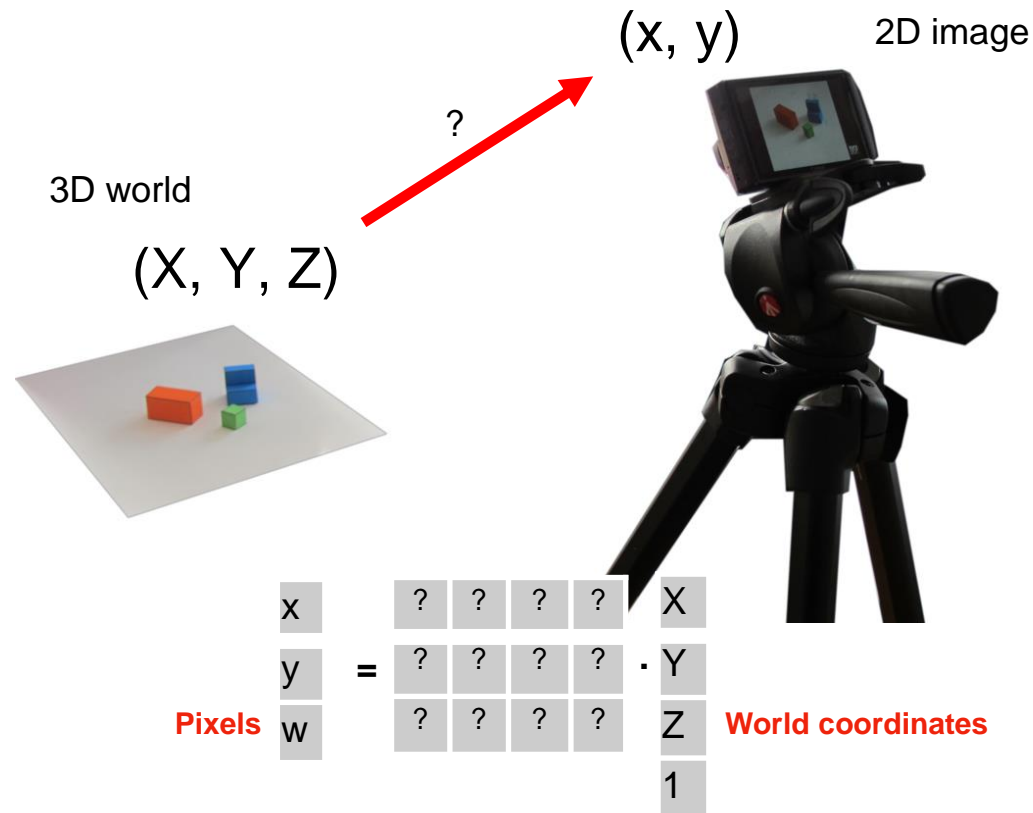 (x, y)
2D image
?
3D world
(X, Y, Z)
x ? ? ? ? X
y = ? ? ? ? · Y
Pixels w ? ? ? ? Z World coordinates
1